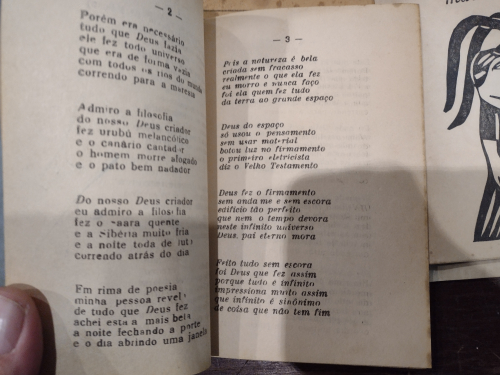 — 2 —
Porém era necessário
tudo que Deus fazia
ele fez todo universo
que era de forma vazia
com todos os rios do mundo
correndo para a maresia
Admiro a filosofia
do nosso Deus criador
fez urubú melancótico
e o canário cantador
o homem morre afogado
e o pato bem nadador
Do nosso Deus criador
eu admiro a filosofia
fez o saara quente
e a Sibéria muito fria
e a noite toda de luto
correndo atrás do dia
Em rima de poesia
minha pessoa revela
de tudo que Deus fez
achei esta a mais bela
a noite fechando a porta
e o dia abrindo uma janela
— 3 —
Pois a natureza é bela
criada sem fracasso
realmente o que ela fez
eu morro e nunca faço
foi ela quem fez tudo
da terra ao grande espaço
Deus do espaço
só usou o pensamento
sem usar material
botou luz no firmamento
o primeiro eletricista
diz o Velho Testamento
Deus fez o firmamento
sem andaime e sem escora
edifício tão perfeito
que nem o tempo devora
neste infinito universo
Deus, pai eterno mora
Feito tudo sem escora
foi Deus que fez assim
porque tudo é infinito
impressiona muito assim
que infinito é sinônimo
de coisa que não tem fim